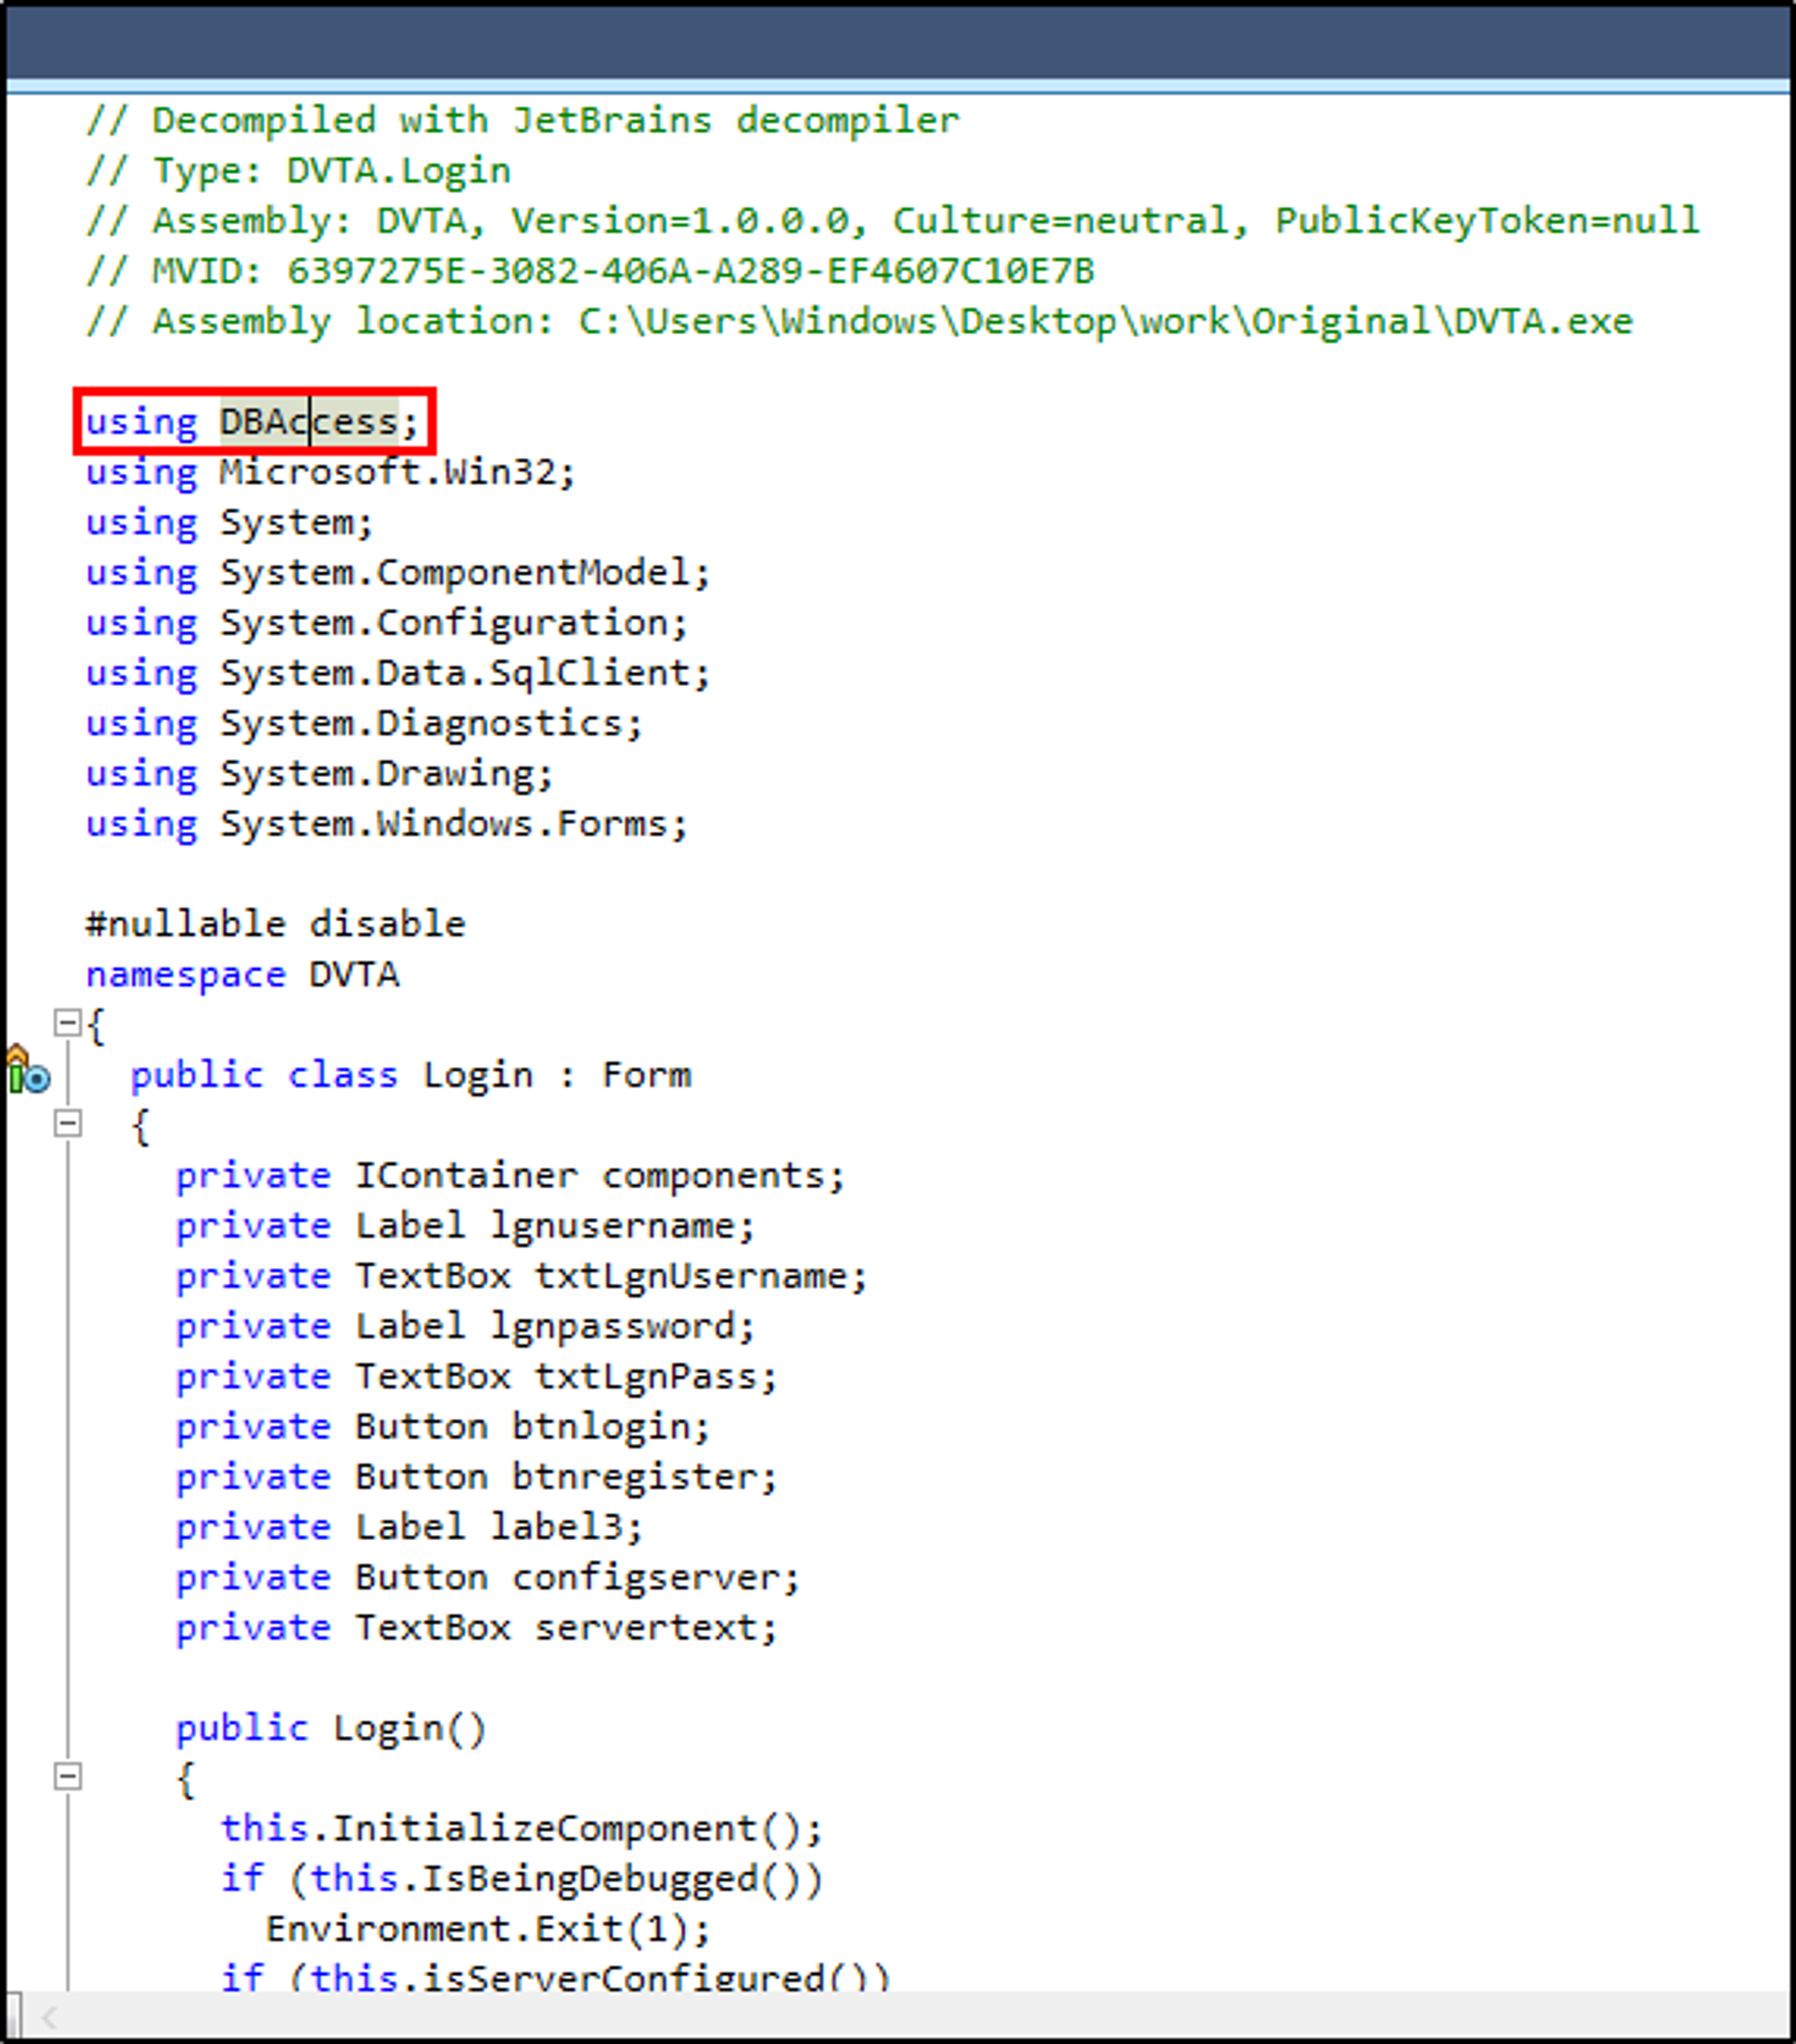 // Decompiled with JetBrains decompiler
// Type: DVTA.Login
// Assembly: DVTA, Version=1.0.0.0, Culture=neutral, PublicKeyToken=null
// MVID: 6397275E-3082-406A-A289-EF4607C10E7B
// Assembly location: C:\Users\Windows\Desktop\work\Original\DVTA.exe
using DBAccess;
using Microsoft.Win32;
using System;
using System.ComponentModel;
using System.Configuration;
using System.Data.SqlClient;
using System.Diagnostics;
using System.Drawing;
using System.Windows.Forms;
#nullable disable
namespace DVTA
{
public class Login : Form
{
private IContainer components;
private Label lgnusername;
private TextBox txtLgnUsername;
private Label lgnpassword;
private TextBox txtLgnPass;
private Button btnlogin;
private Button btnregister;
private Label label3;
private Button configserver;
private TextBox servertext;
public Login()
{
this.InitializeComponent();
if (this.IsBeingDebugged())
Environment.Exit(1);
if (this.isServerConfigured())